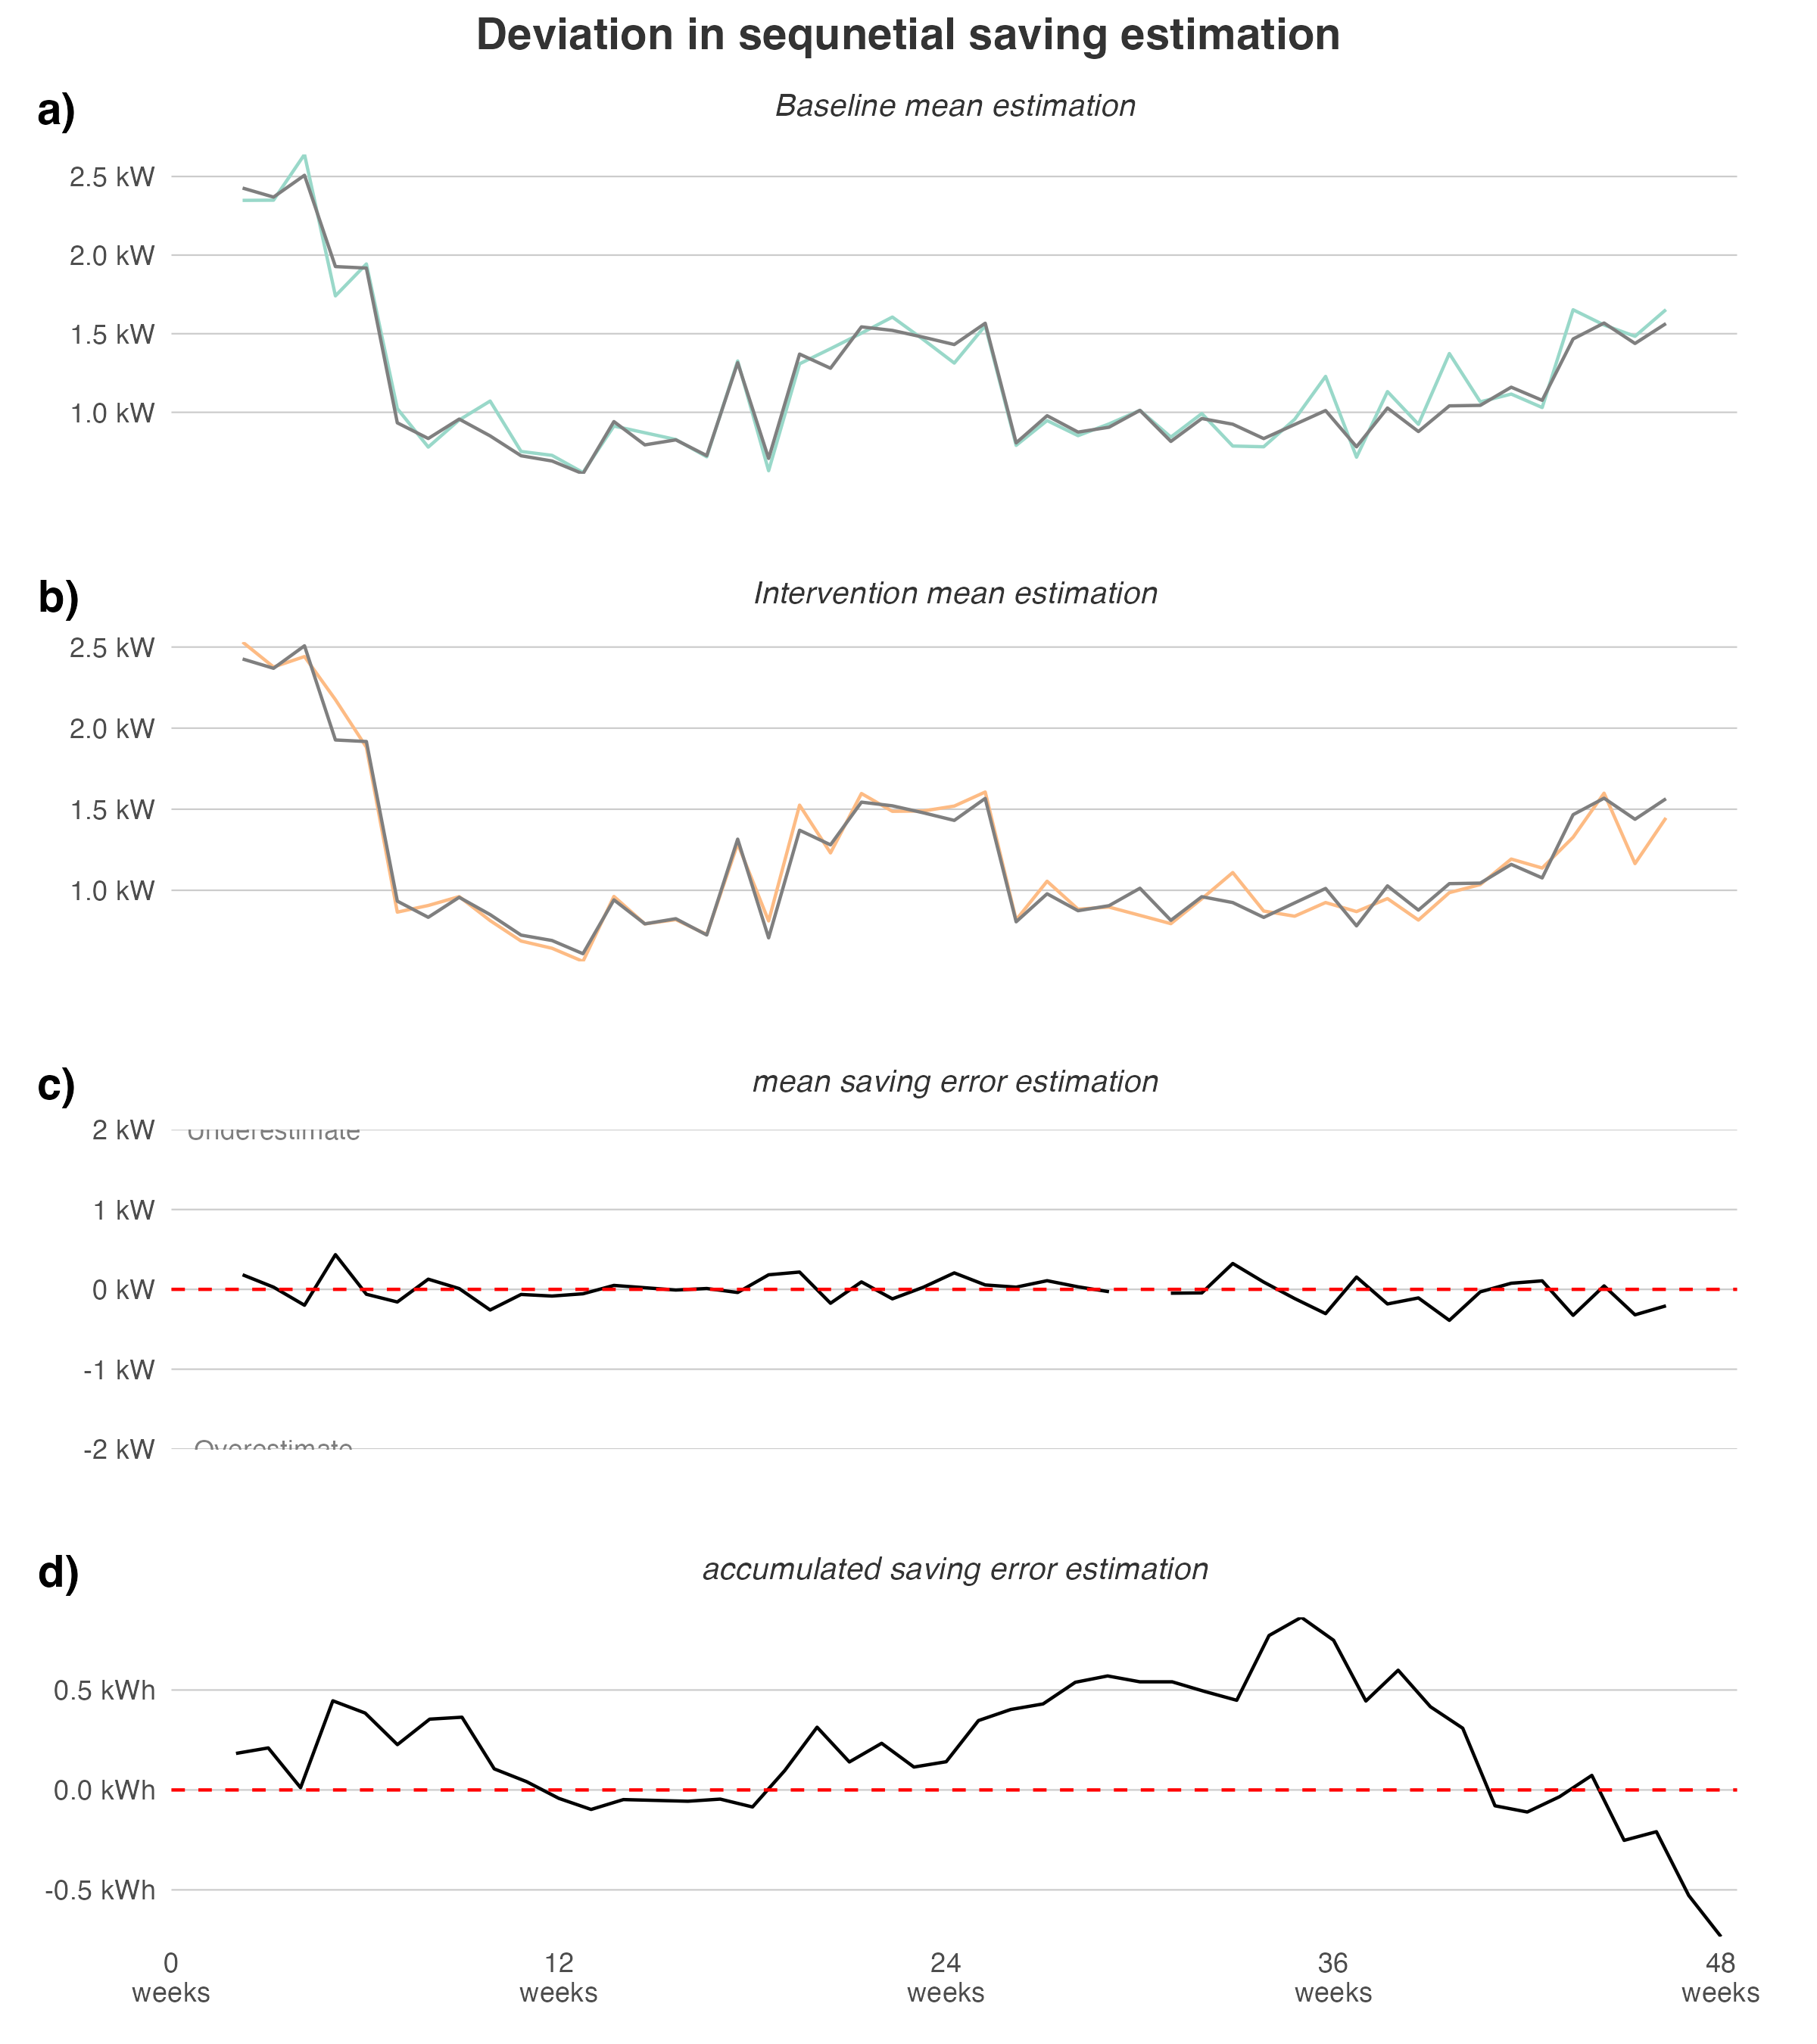 Deviation in sequnetial saving estimation
a)
Baseline mean estimation
2.5 kW
2.0 kW
1.5 kW
1.0 kW
b)
Intervention mean estimation
2.5 kW
2.0 kW
1.5 kW
1.0 kW
c)
mean saving error estimation
2 kW
Underestimate
1 kW
0 kW
-1 kW
-2 kW
Overestimate
d)
accumulated saving error estimation
0.5 kWh
0.0 kWh
-0.5 kWh
0 12 24 36 48
weeks weeks weeks weeks weeks